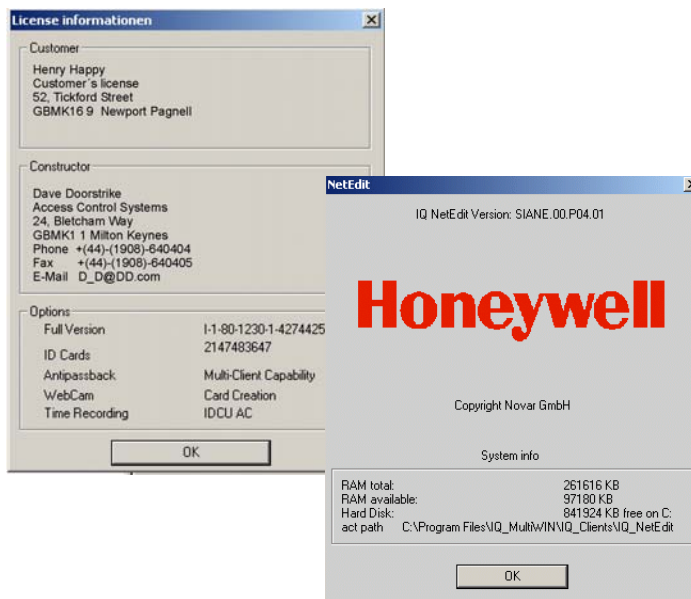 License informationen
Customer
Henry Happy
Customer´s license
52, Tickford Street
GBMK16 9 Newport Pagnell
Constructor
Dave Doorstrike
Access Control Systems
24, Bletcham Way
GBMK1 1 Milton Keynes
Phone +(44)-(1908)-640404
Fax +(44)-(1908)-640405
E-Mail D_D@DD.com
Options
Full Version I-1-80-1230-1-4274425
ID Cards 2147483647
Antipassback Multi-Client Capability
WebCam Card Creation
Time Recording IDCU AC
OK
NetEdit
IQ NetEdit Version: SIANE.00.P04.01
Honeywell
Copyright Novar GmbH
System info
RAM total: 261616 KB
RAM available: 97180 KB
Hard Disk: 841924 KB free on C:
act path C:\Program Files\IQ_MultiWIN\IQ_Clients\IQ_NetEdit
OK